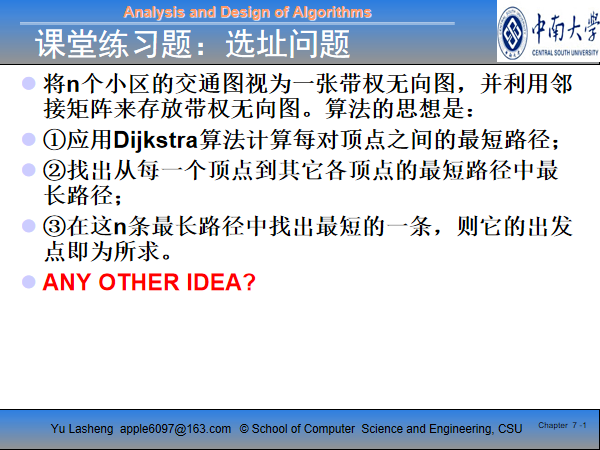 Analysis and Design of Algorithms
课堂练习题：选址问题
中南大学
CENTRAL SOUTH UNIVERSITY
将n个小区的交通图视为一张带权无向图，并利用邻
接矩阵来存放带权无向图。算法的思想是：
①应用Dijkstra算法计算每对顶点之间的最短路径；
②找出从每一个顶点到其它各顶点的最短路径中最
长路径；
③在这n条最长路径中找出最短的一条，则它的出发
点即为所求。
ANY OTHER IDEA?
Yu Lasheng apple6097@163.com © School of Computer Science and Engineering, CSU
Chapter 7 -1